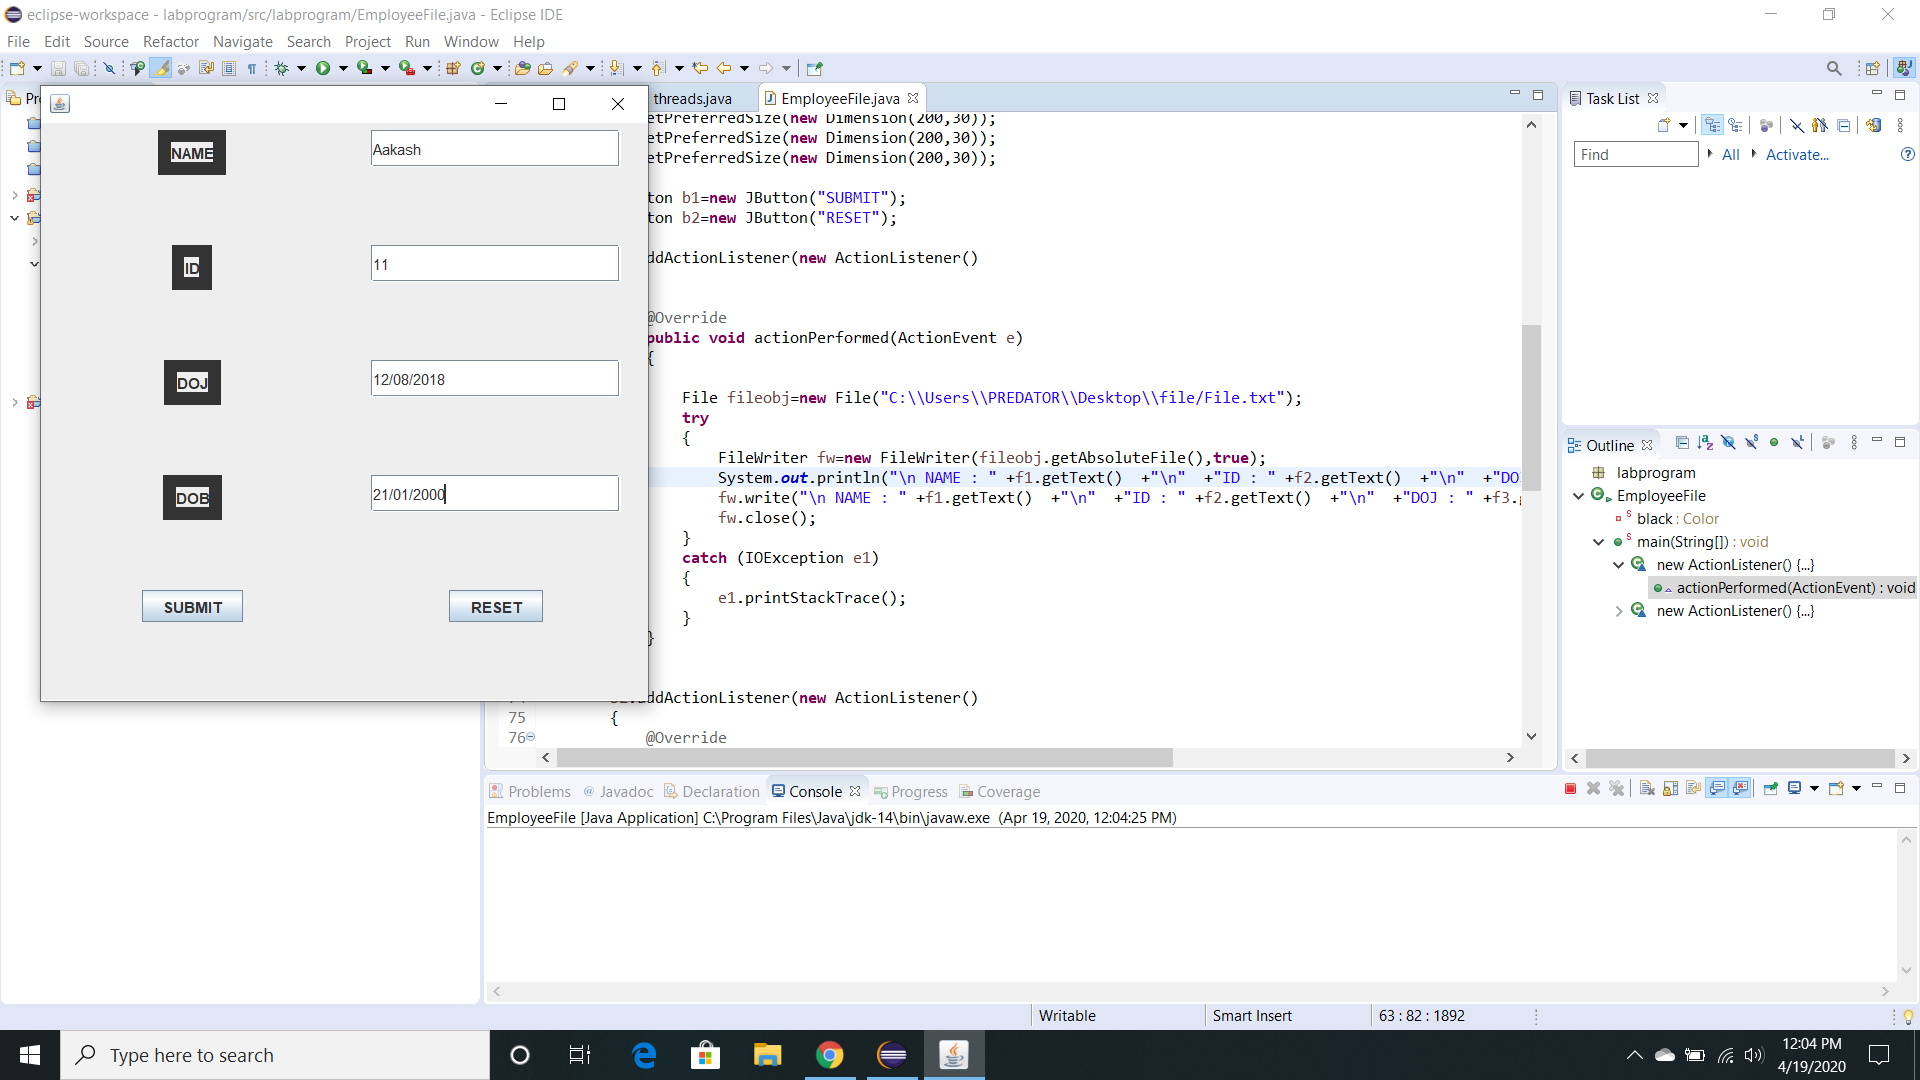 eclipse-workspace - labprogram/src/labprogram/EmployeeFile.java - Eclipse IDE
File Edit Source Refactor Navigate Search Project Run Window Help
NAME Aakash
ID 11
DOJ 12/08/2018
DOB 21/01/2000
SUBMIT RESET
threads.java EmployeeFile.java
etPreferredSize(new Dimension(200,30));
etPreferredSize(new Dimension(200,30));
etPreferredSize(new Dimension(200,30));
ton b1=new JButton("SUBMIT");
ton b2=new JButton("RESET");
ddActionListener(new ActionListener()
@Override
public void actionPerformed(ActionEvent e)
{
File fileobj=new File("C:\\Users\\PREDATOR\\Desktop\\file/File.txt");
try
{
FileWriter fw=new FileWriter(fileobj.getAbsoluteFile(),true);
System.out.println("\n NAME : " +f1.getText()  +"\n"  +"ID : " +f2.getText()  +"\n"  +"DO
fw.write("\n NAME : " +f1.getText()  +"\n"  +"ID : " +f2.getText()  +"\n"  +"DOJ : " +f3.g
fw.close();
}
catch (IOException e1)
{
e1.printStackTrace();
}
}
ddActionListener(new ActionListener()
75 {
76 @Override
Task List
Find All Activate...
Outline
labprogram
EmployeeFile
black : Color
main(String[]) : void
new ActionListener() {...}
actionPerformed(ActionEvent) : void
new ActionListener() {...}
Problems @ Javadoc Declaration Console Progress Coverage
EmployeeFile [Java Application] C:\Program Files\Java\jdk-14\bin\javaw.exe (Apr 19, 2020, 12:04:25 PM)
Writable Smart Insert 63 : 82 : 1892
Type here to search
12:04 PM
4/19/2020